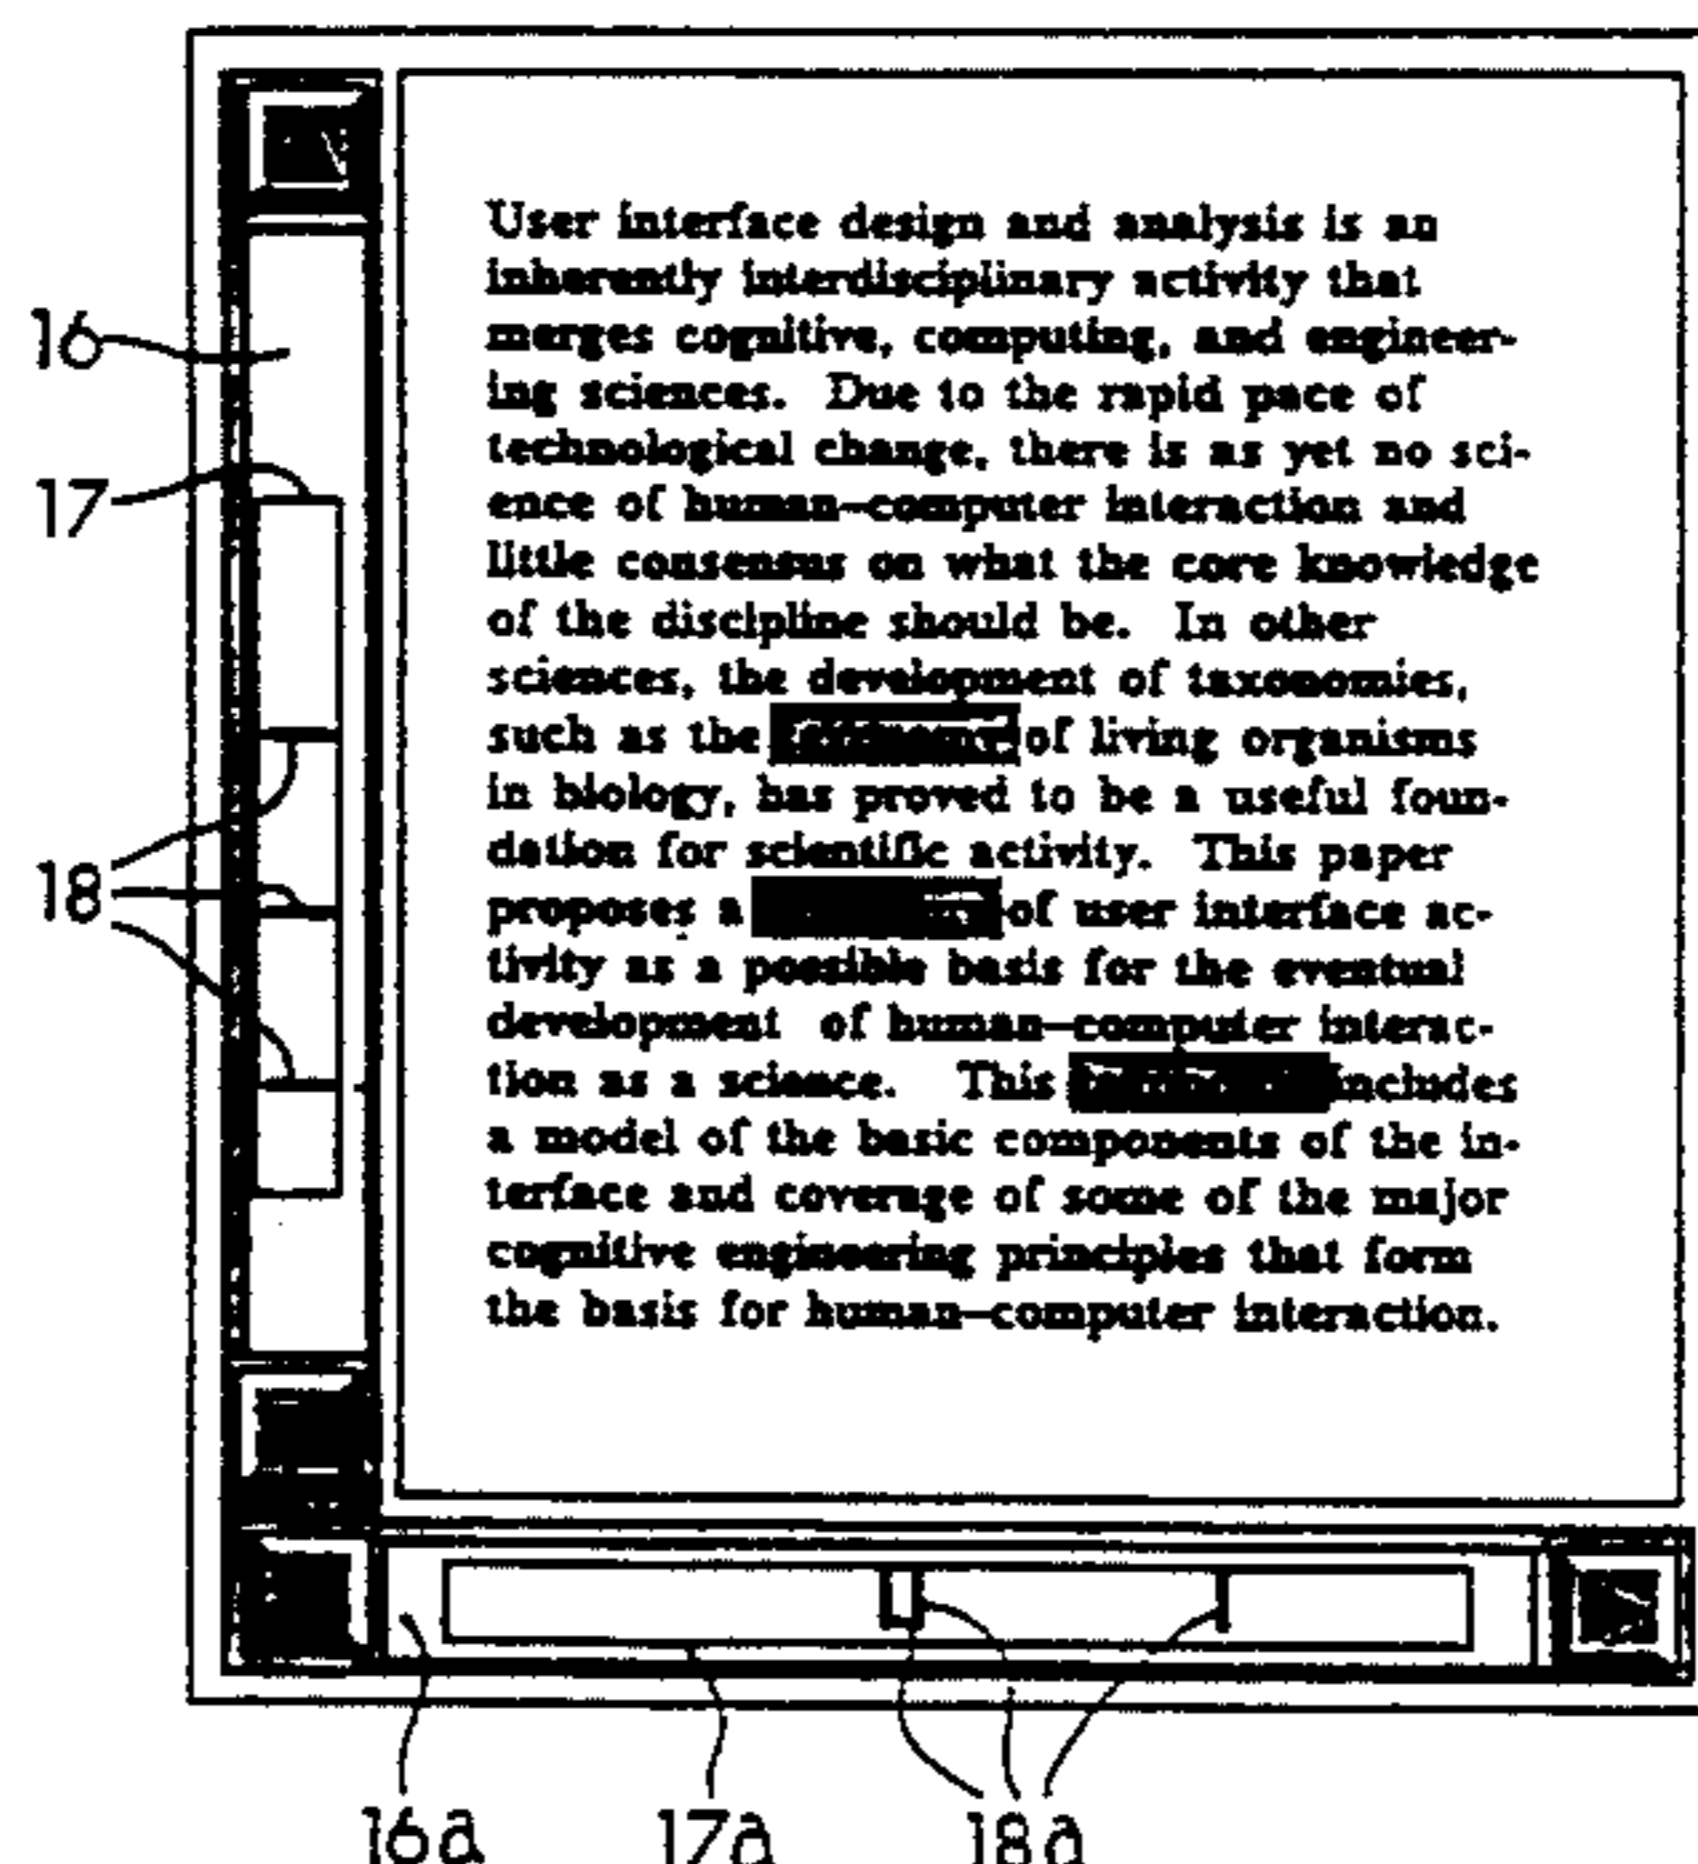 User interface design and analysis is an
inherently interdisciplinary activity that
merges cognitive, computing, and engineer-
ing sciences. Due to the rapid pace of
technological change, there is as yet no sci-
ence of human-computer interaction and
little consensus on what the core knowledge
of the discipline should be. In other
sciences, the development of taxonomies,
such as the of living organisms
in biology, has proved to be a useful foun-
dation for scientific activity. This paper
proposes a of user interface ac-
tivity as a possible basis for the eventual
development of human-computer interac-
tion as a science. This includes
a model of the basic components of the in-
terface and coverage of some of the major
cognitive engineering principles that form
the basis for human-computer interaction.
16
17
18
16a
17a
18a